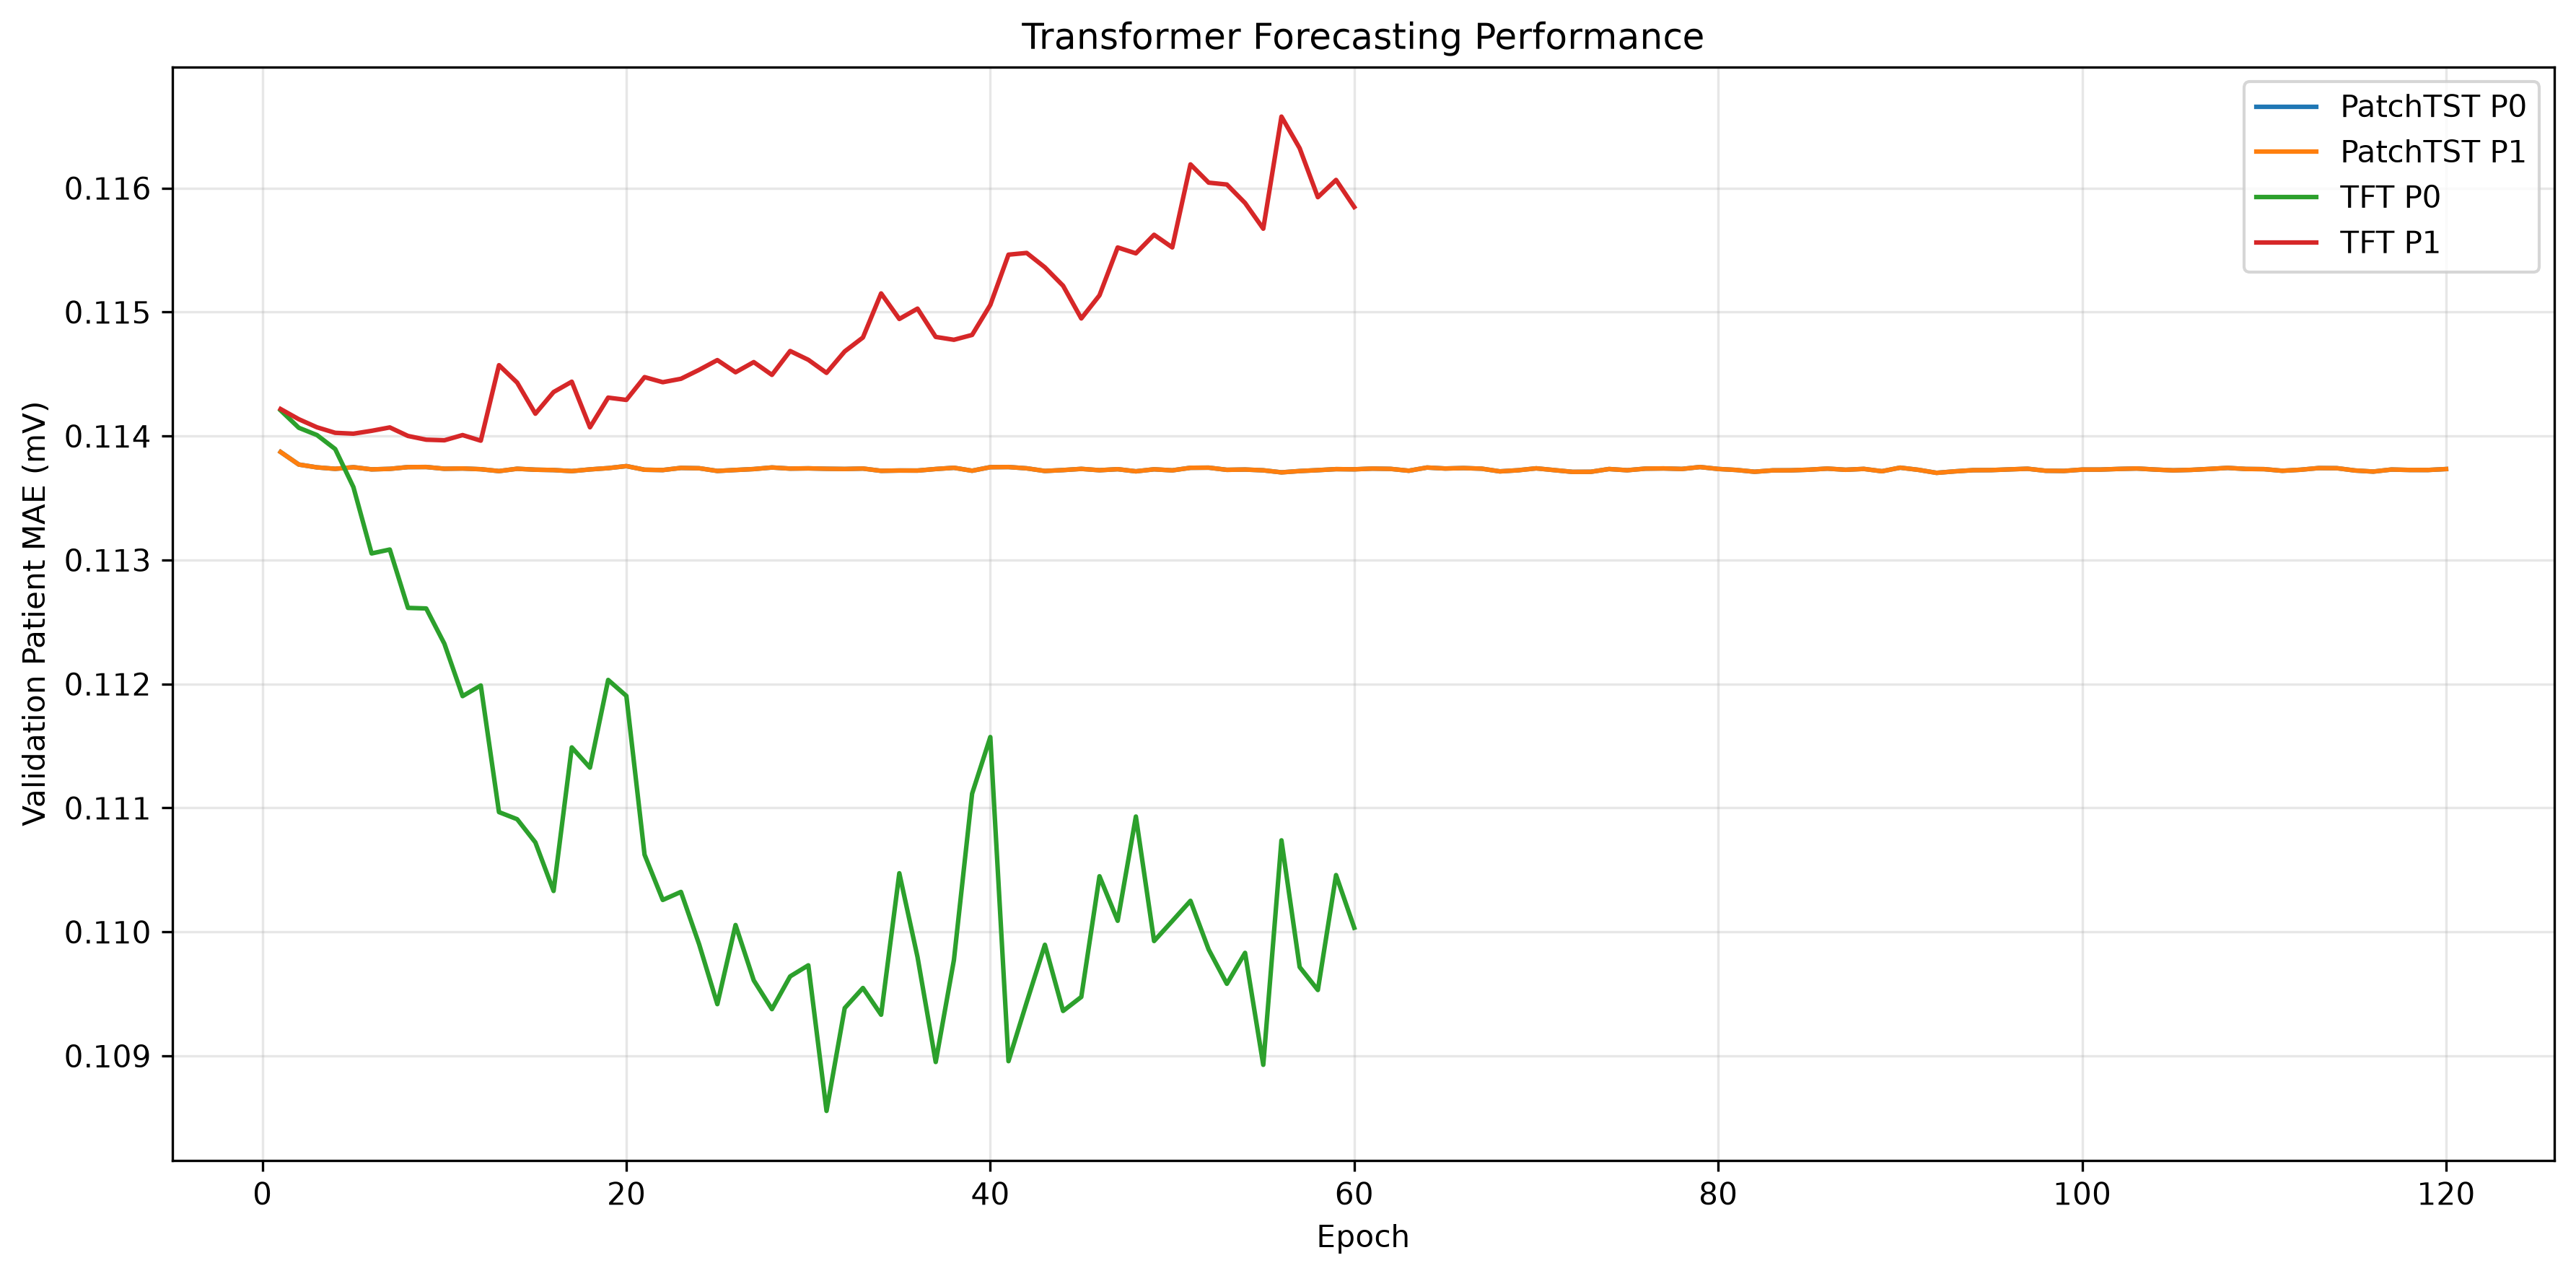 Transformer Forecasting Performance
PatchTST P0
PatchTST P1
TFT P0
TFT P1
Validation Patient MAE (mV)
0.116
0.115
0.114
0.113
0.112
0.111
0.110
0.109
0 20 40 60 80 100 120
Epoch